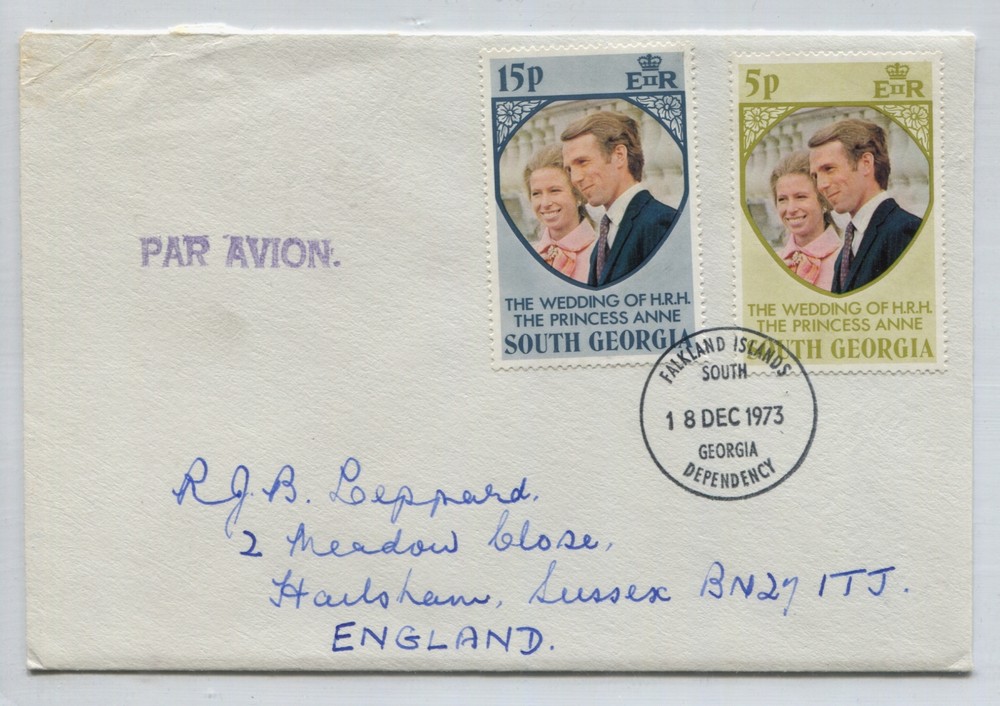 15p
EIIR
THE WEDDING OF H.R.H.
THE PRINCESS ANNE
SOUTH GEORGIA
5p
EIIR
THE WEDDING OF H.R.H.
THE PRINCESS ANNE
SOUTH GEORGIA
PAR AVION.
FALKLAND ISLANDS
SOUTH
18 DEC 1973
GEORGIA
DEPENDENCY
R.J.B. Leppard,
2 Meadow Close,
Hailsham, Sussex BN27 1TJ.
ENGLAND.